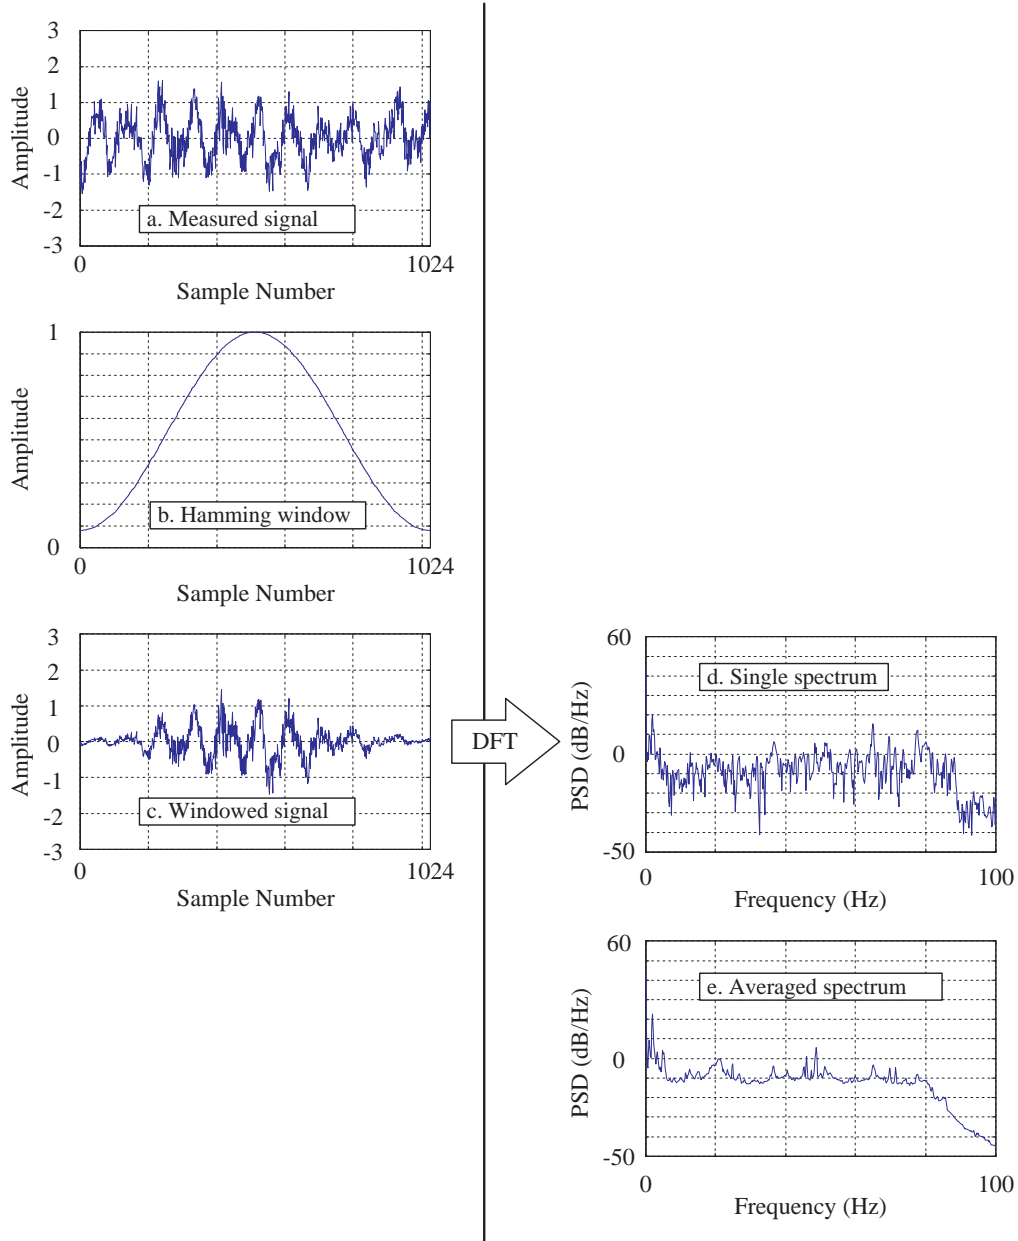 3
2
1
0
-1
-2
-3
Amplitude
a. Measured signal
0 1024
Sample Number
1
0
Amplitude
b. Hamming window
0 1024
Sample Number
3
2
1
0
-1
-2
-3
Amplitude
c. Windowed signal
0 1024
Sample Number
DFT
60
0
-50
PSD (dB/Hz)
d. Single spectrum
0 100
Frequency (Hz)
60
0
-50
PSD (dB/Hz)
e. Averaged spectrum
0 100
Frequency (Hz)